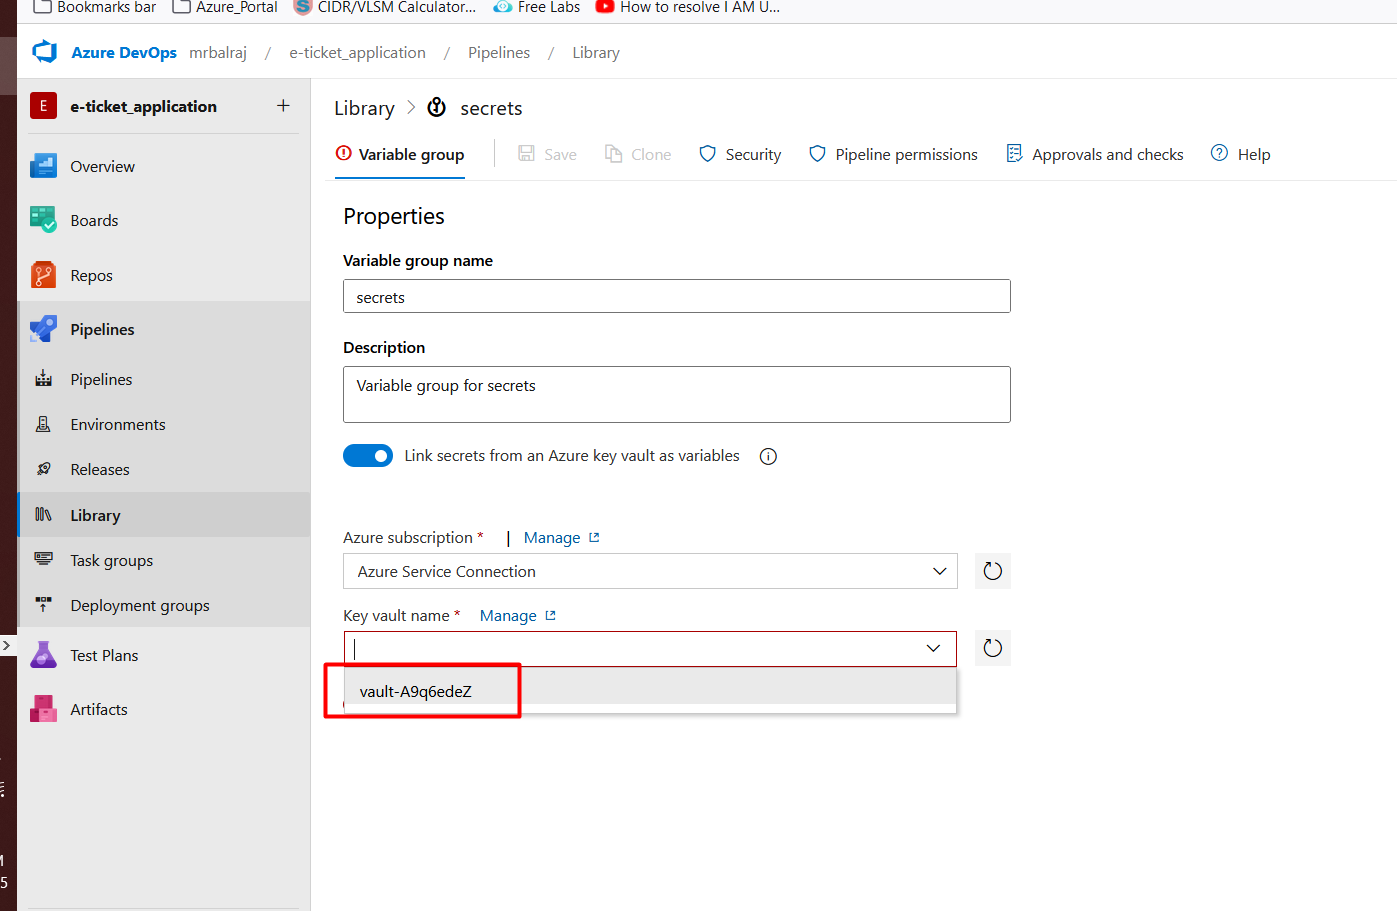 Bookmarks bar Azure_Portal CIDR/VLSM Calculator... Free Labs How to resolve I AM U...
Azure DevOps mrbalraj / e-ticket_application / Pipelines / Library
E e-ticket_application +
Overview
Boards
Repos
Pipelines
Pipelines
Environments
Releases
Library
Task groups
Deployment groups
Test Plans
Artifacts
Library > secrets
Variable group Save Clone Security Pipeline permissions Approvals and checks Help
Properties
Variable group name
secrets
Description
Variable group for secrets
Link secrets from an Azure key vault as variables
Azure subscription * | Manage
Azure Service Connection
Key vault name * Manage
vault-A9q6edeZ